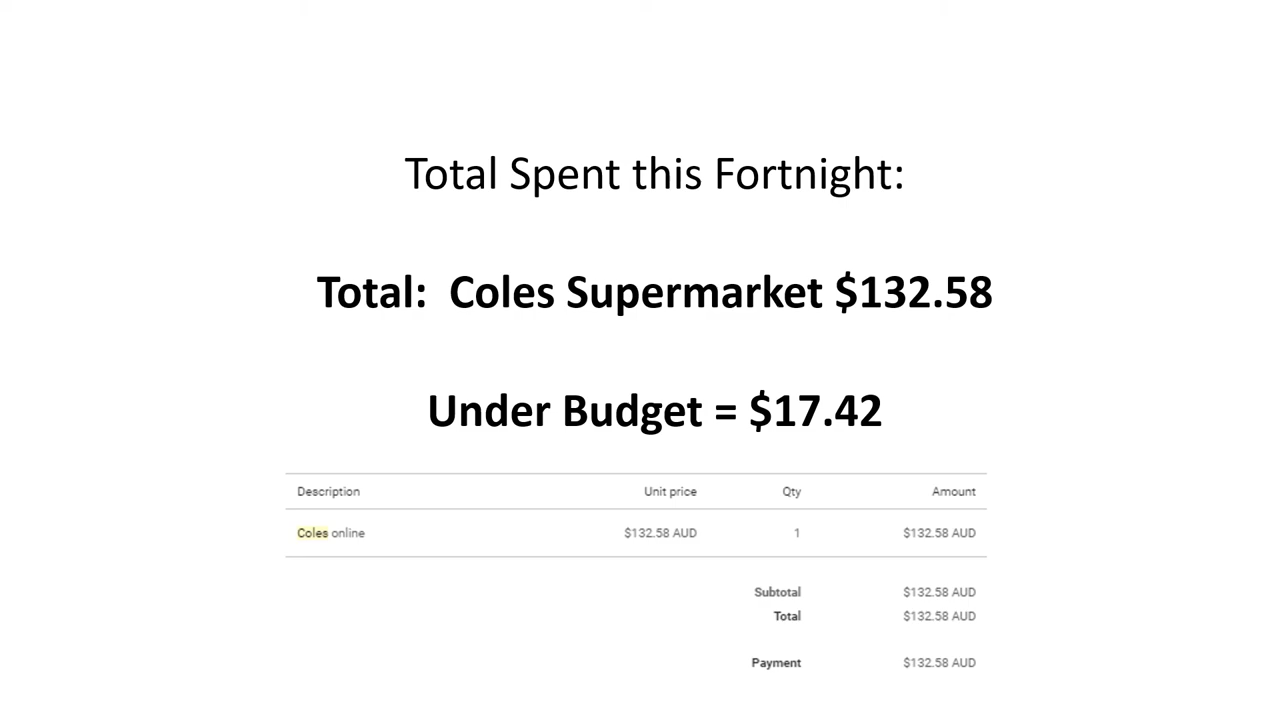 Total Spent this Fortnight:
Total:  Coles Supermarket $132.58
Under Budget = $17.42
Description Unit price Qty Amount
Coles online $132.58 AUD 1 $132.58 AUD
Subtotal $132.58 AUD
Total $132.58 AUD
Payment $132.58 AUD